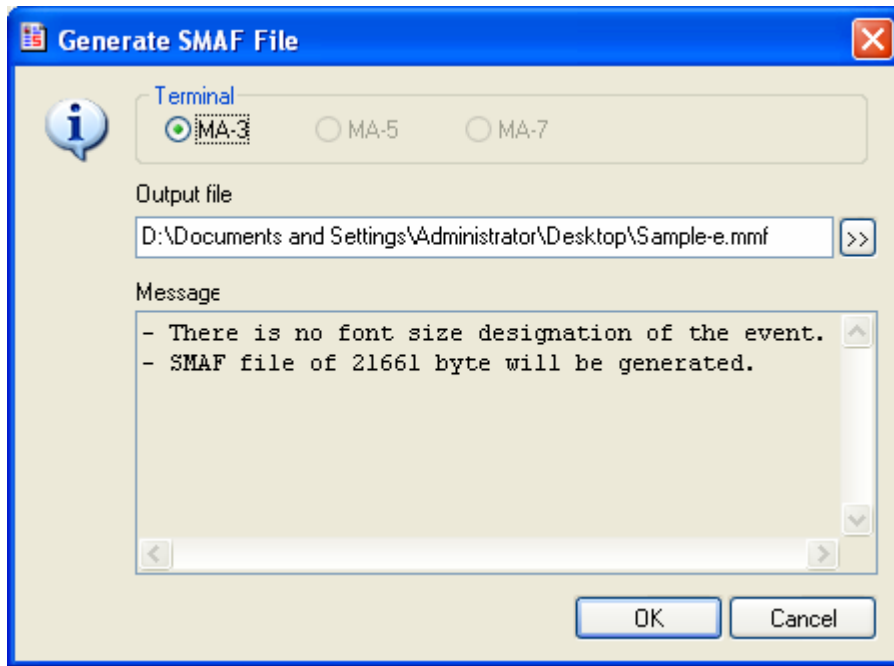 Generate SMAF File
Terminal
MA-3 MA-5 MA-7
Output file
D:\Documents and Settings\Administrator\Desktop\Sample-e.mmf >>
Message
- There is no font size designation of the event.
- SMAF file of 21661 byte will be generated.
OK Cancel